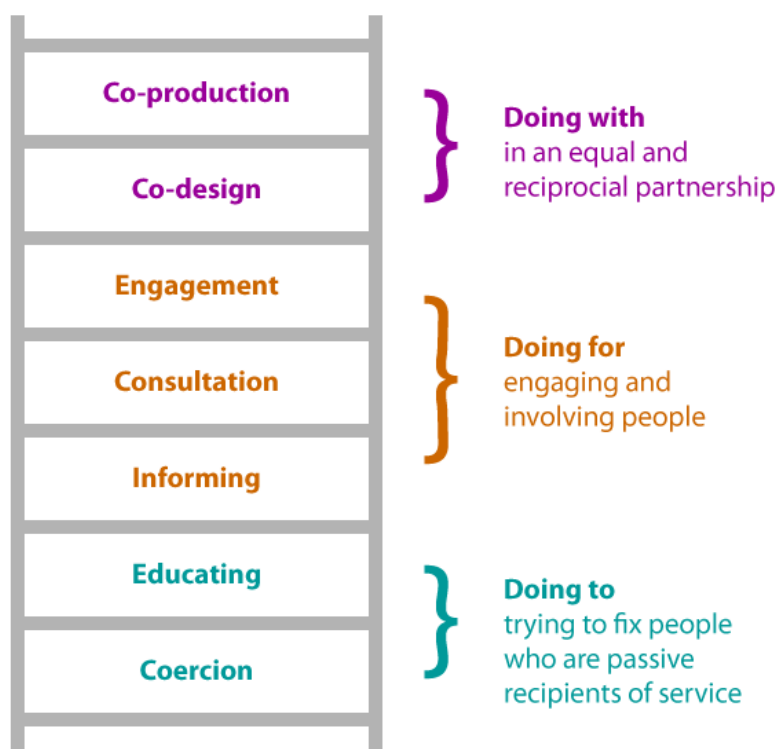 Co-production
Co-design
Engagement
Consultation
Informing
Educating
Coercion
Doing with
in an equal and
reciprocial partnership
Doing for
engaging and
involving people
Doing to
trying to fix people
who are passive
recipients of service